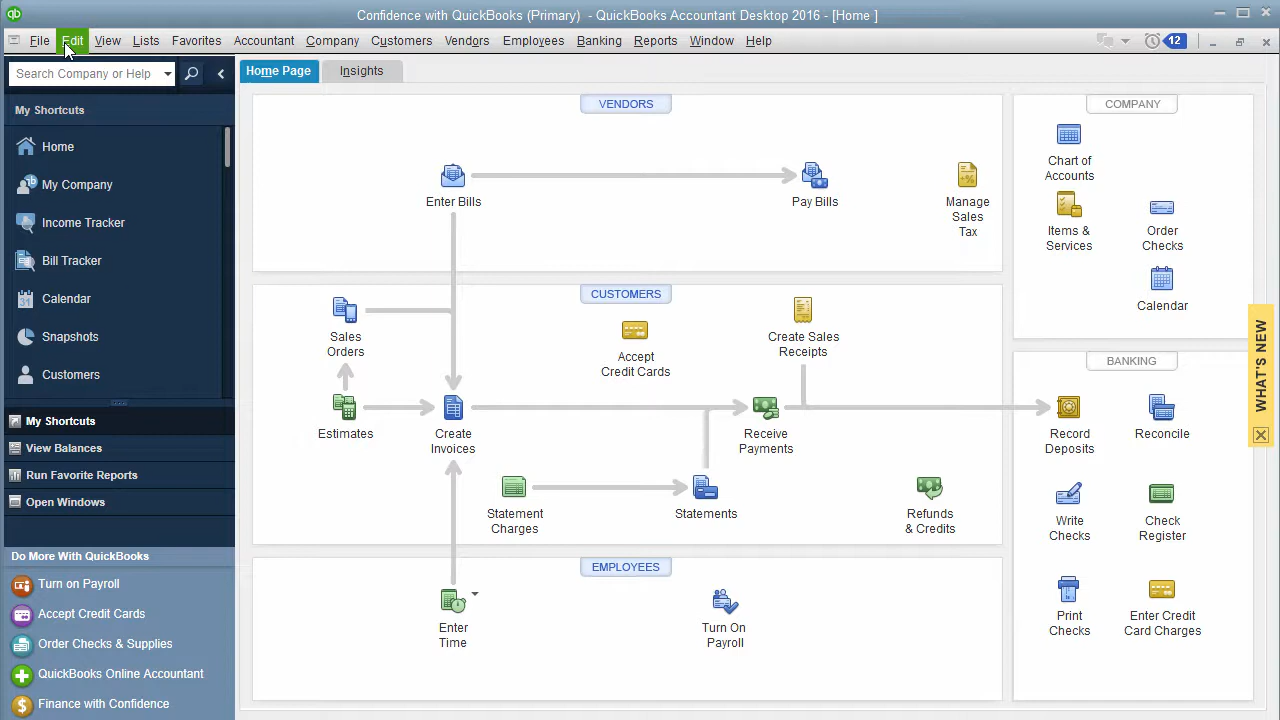 qb
Confidence with QuickBooks (Primary) - QuickBooks Accountant Desktop 2016 - [Home ]
File Edit View Lists Favorites Accountant Company Customers Vendors Employees Banking Reports Window Help
12
Search Company or Help
My Shortcuts
Home
My Company
Income Tracker
Bill Tracker
Calendar
Snapshots
Customers
My Shortcuts
View Balances
Run Favorite Reports
Open Windows
Do More With QuickBooks
Turn on Payroll
Accept Credit Cards
Order Checks & Supplies
QuickBooks Online Accountant
Finance with Confidence
Home Page
Insights
VENDORS
Enter Bills
Pay Bills
Manage
Sales
Tax
CUSTOMERS
Sales
Orders
Accept
Credit Cards
Create Sales
Receipts
Estimates
Create
Invoices
Receive
Payments
Statement
Charges
Statements
Refunds
& Credits
EMPLOYEES
Enter
Time
Turn On
Payroll
COMPANY
Chart of
Accounts
Items &
Services
Order
Checks
Calendar
BANKING
Record
Deposits
Reconcile
Write
Checks
Check
Register
Print
Checks
Enter Credit
Card Charges
WHAT'S NEW